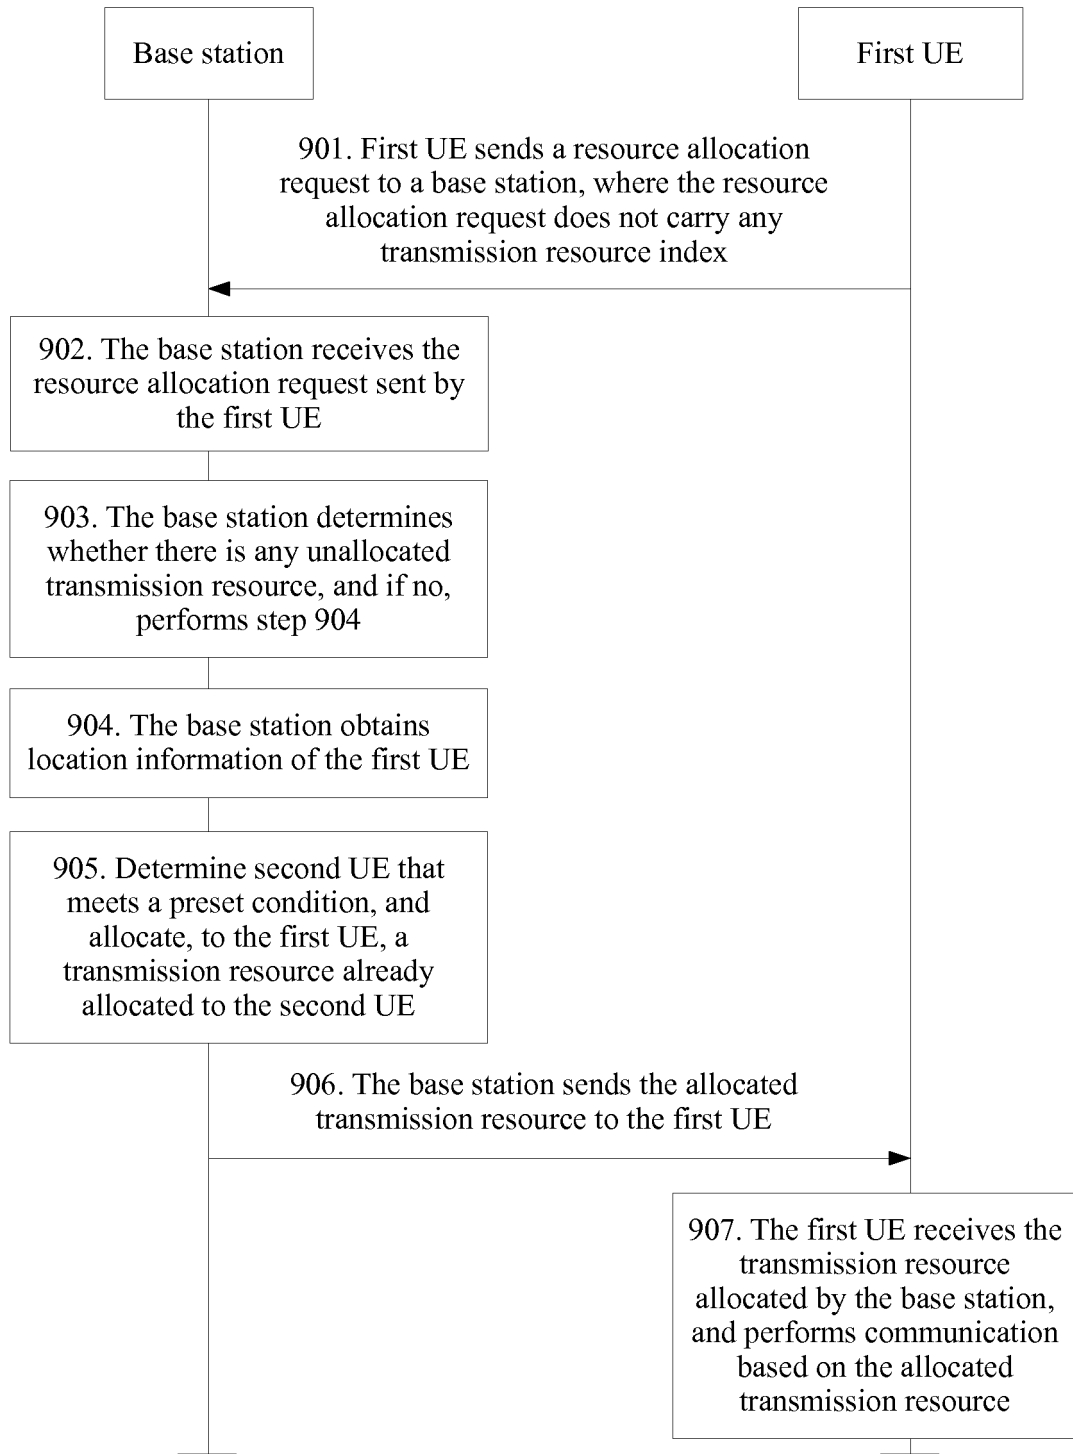 Base station
First UE
901. First UE sends a resource allocation
request to a base station, where the resource
allocation request does not carry any
transmission resource index
902. The base station receives the
resource allocation request sent by
the first UE
903. The base station determines
whether there is any unallocated
transmission resource, and if no,
performs step 904
904. The base station obtains
location information of the first UE
905. Determine second UE that
meets a preset condition, and
allocate, to the first UE, a
transmission resource already
allocated to the second UE
906. The base station sends the allocated
transmission resource to the first UE
907. The first UE receives the
transmission resource
allocated by the base station,
and performs communication
based on the allocated
transmission resource